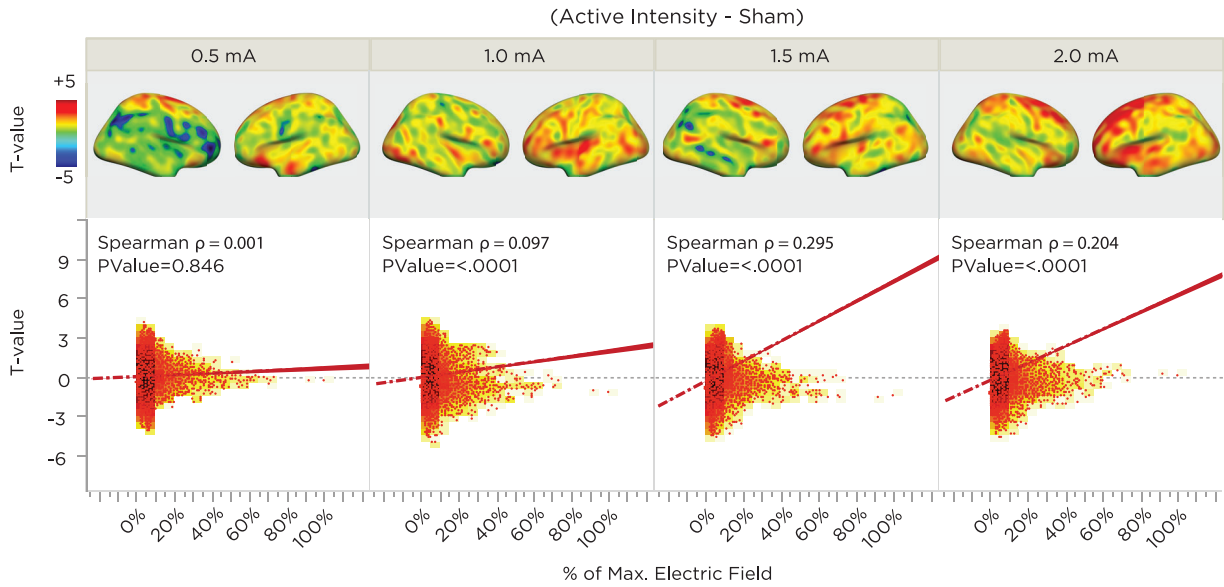 (Active Intensity - Sham)
0.5 mA 1.0 mA 1.5 mA 2.0 mA
+5
T-value
-5
Spearman ρ = 0.001
PValue=0.846
Spearman ρ = 0.097
PValue=<.0001
Spearman ρ = 0.295
PValue=<.0001
Spearman ρ = 0.204
PValue=<.0001
T-value
9
6
3
0
-3
-6
0% 20% 40% 60% 80% 100% 0% 20% 40% 60% 80% 100% 0% 20% 40% 60% 80% 100% 0% 20% 40% 60% 80% 100%
% of Max. Electric Field